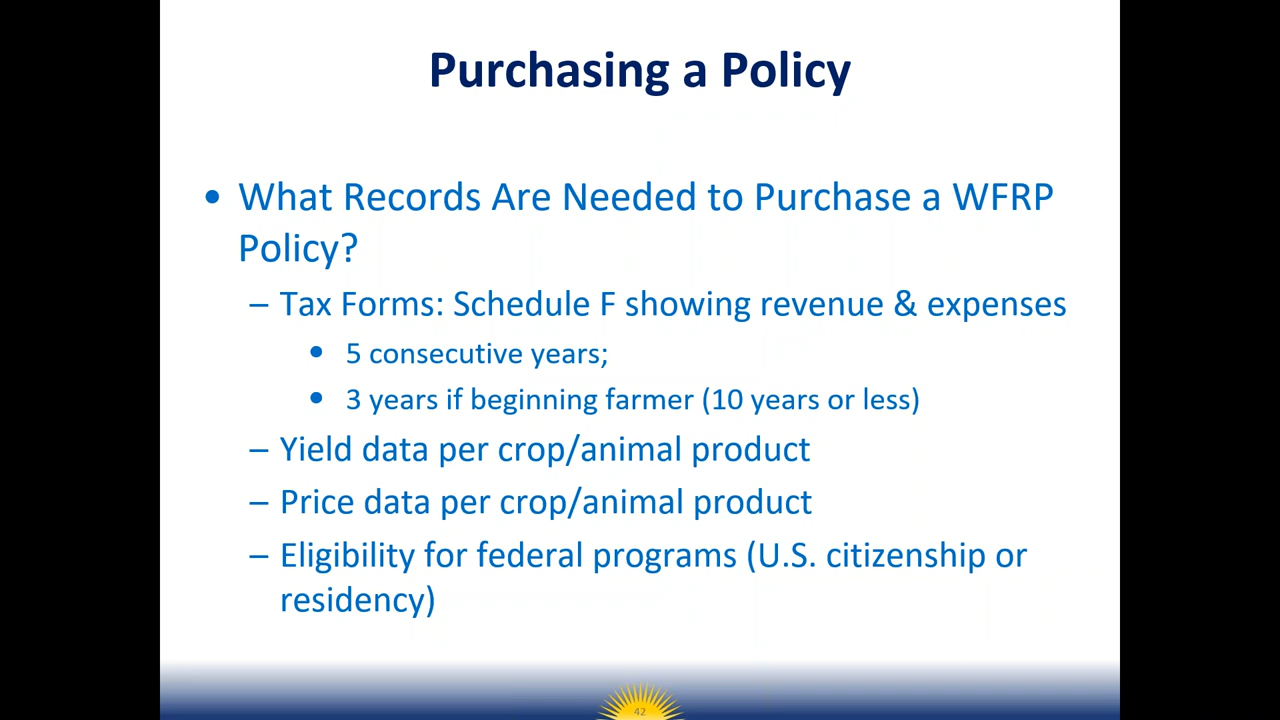 Purchasing a Policy
• What Records Are Needed to Purchase a WFRP
Policy?
– Tax Forms: Schedule F showing revenue & expenses
• 5 consecutive years;
• 3 years if beginning farmer (10 years or less)
– Yield data per crop/animal product
– Price data per crop/animal product
– Eligibility for federal programs (U.S. citizenship or
residency)
42